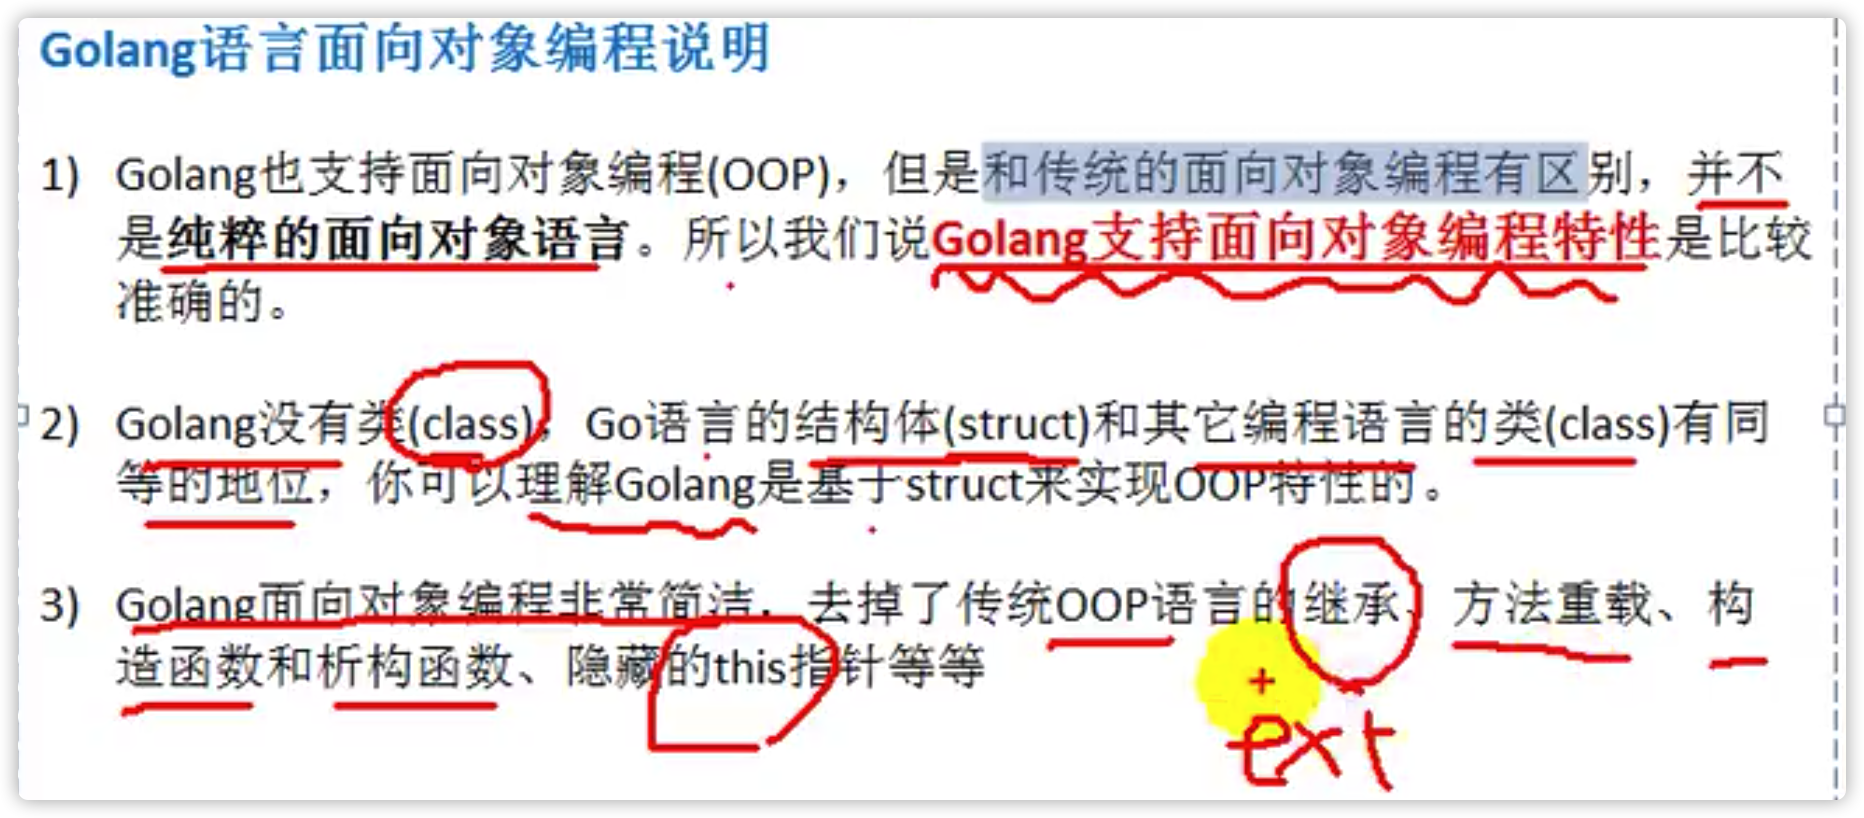 Golang语言面向对象编程说明
1) Golang也支持面向对象编程(OOP)，但是和传统的面向对象编程有区别，并不
是纯粹的面向对象语言。所以我们说Golang支持面向对象编程特性是比较
准确的。
2) Golang没有类(class)，Go语言的结构体(struct)和其它编程语言的类(class)有同
等的地位，你可以理解Golang是基于struct来实现OOP特性的。
3) Golang面向对象编程非常简洁，去掉了传统OOP语言的继承、方法重载、构
造函数和析构函数、隐藏的this指针等等
ext